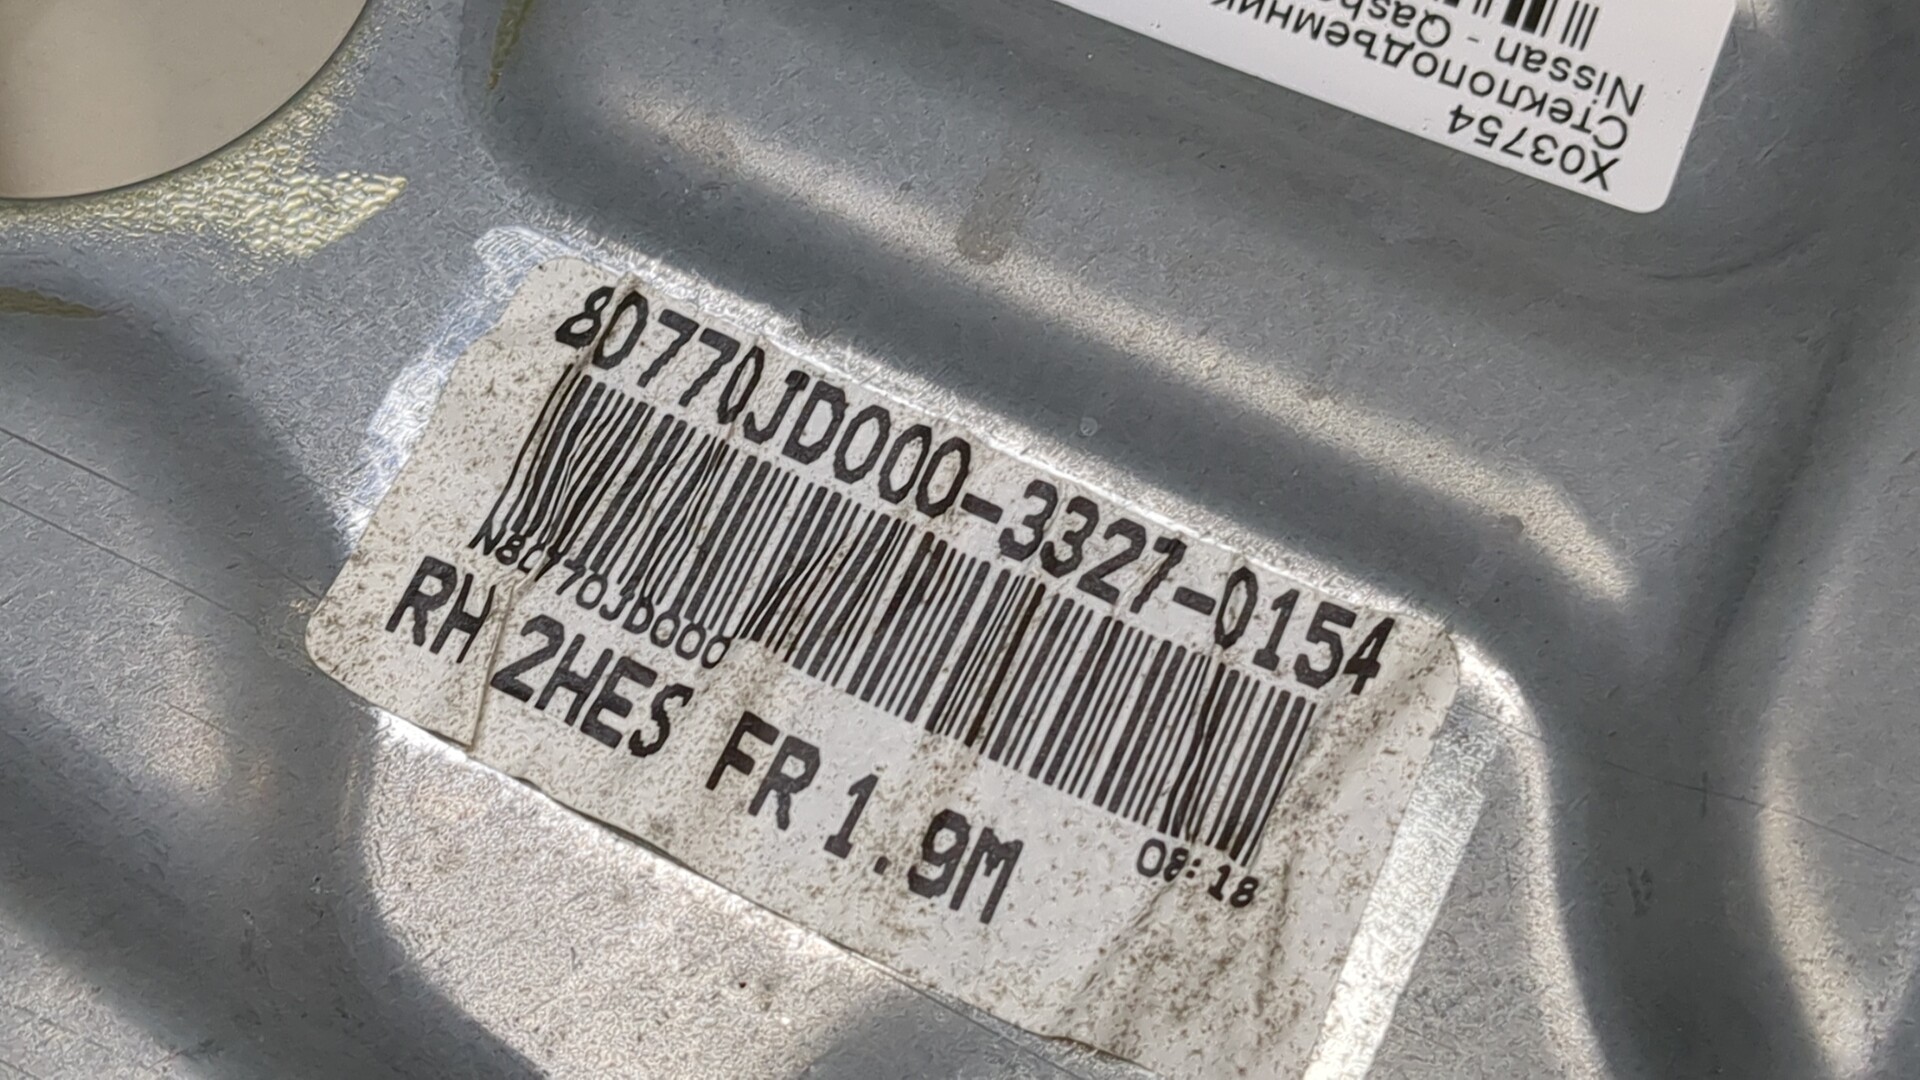 X03754
Стеклоподъемник
Nissan - Qash
80770JD000-3327-0154
N80770JD000
08:18
RH 2HES FR 1.9M